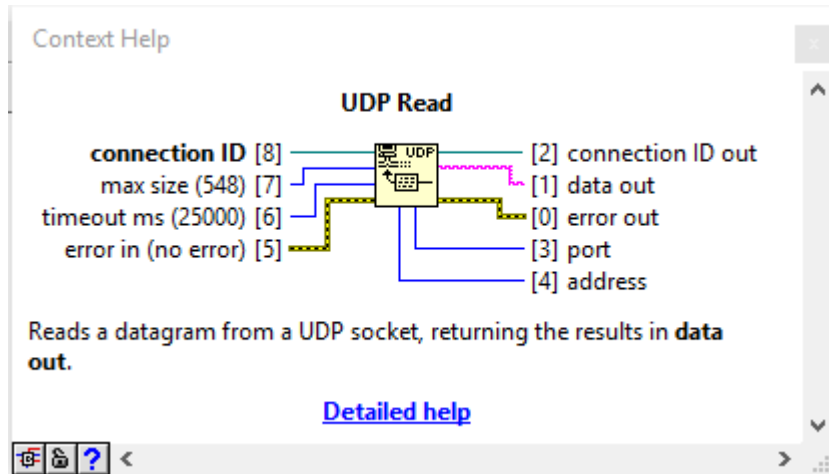 Context Help
x
UDP Read
UDP
connection ID [8]
max size (548) [7]
timeout ms (25000) [6]
error in (no error) [5]
[2] connection ID out
[1] data out
[0] error out
[3] port
[4] address
Reads a datagram from a UDP socket, returning the results in data
out.
Detailed help
?